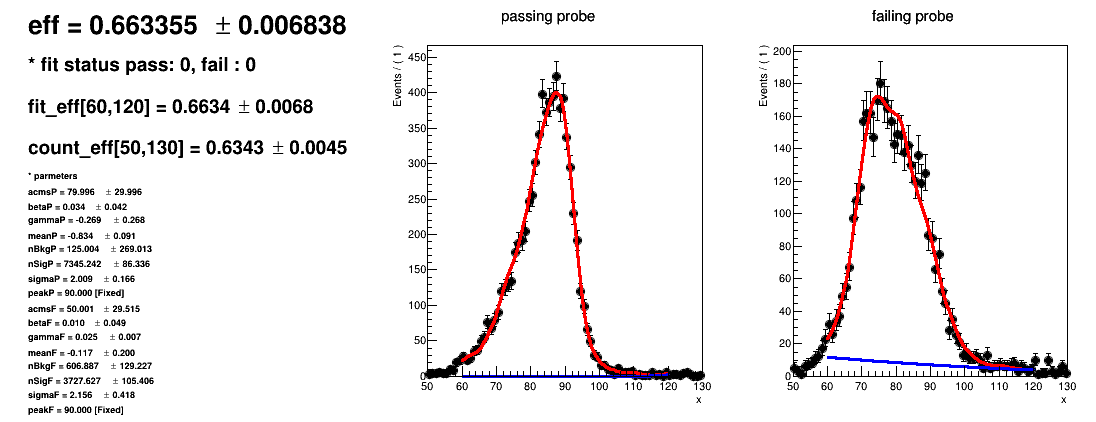 eff = 0.663355 ± 0.006838
* fit status pass: 0, fail : 0
fit_eff[60,120] = 0.6634 ± 0.0068
count_eff[50,130] = 0.6343 ± 0.0045
* parmeters
acmsP = 79.996 ± 29.996
betaP = 0.034 ± 0.042
gammaP = -0.269 ± 0.268
meanP = -0.834 ± 0.091
nBkgP = 125.004 ± 269.013
nSigP = 7345.242 ± 86.336
sigmaP = 2.009 ± 0.166
peakP = 90.000 [Fixed]
acmsF = 50.001 ± 29.515
betaF = 0.010 ± 0.049
gammaF = 0.025 ± 0.007
meanF = -0.117 ± 0.200
nBkgF = 606.887 ± 129.227
nSigF = 3727.627 ± 105.406
sigmaF = 2.156 ± 0.418
peakF = 90.000 [Fixed]
passing probe
Events / ( 1 )
450
400
350
300
250
200
150
100
50
0
50 60 70 80 90 100 110 120 130
x
failing probe
Events / ( 1 )
200
180
160
140
120
100
80
60
40
20
0
50 60 70 80 90 100 110 120 130
x